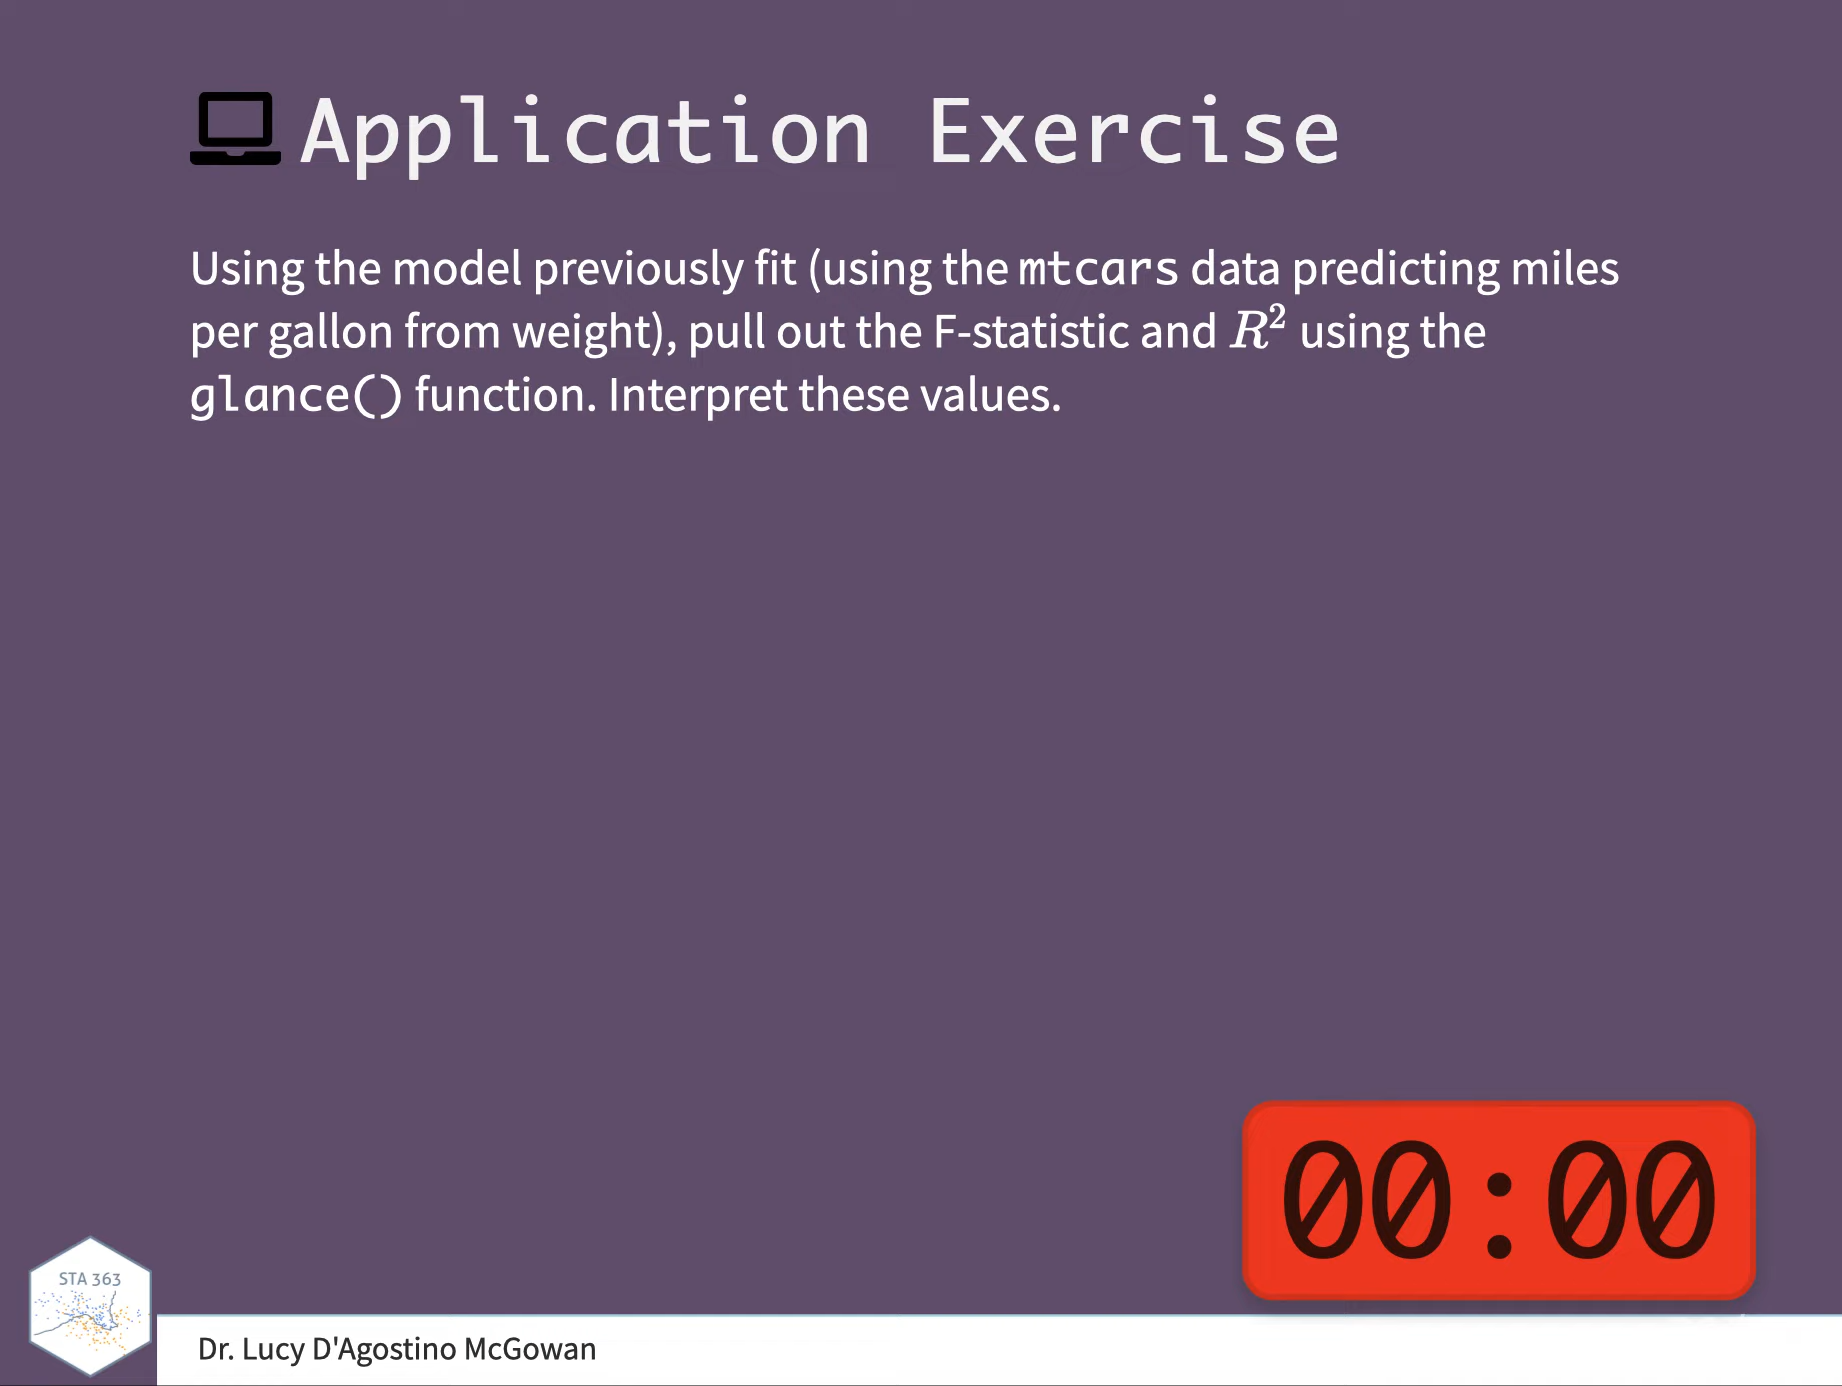 Application Exercise
Using the model previously fit (using the mtcars data predicting miles
per gallon from weight), pull out the F-statistic and R² using the
glance() function. Interpret these values.
00:00
STA 363
Dr. Lucy D'Agostino McGowan